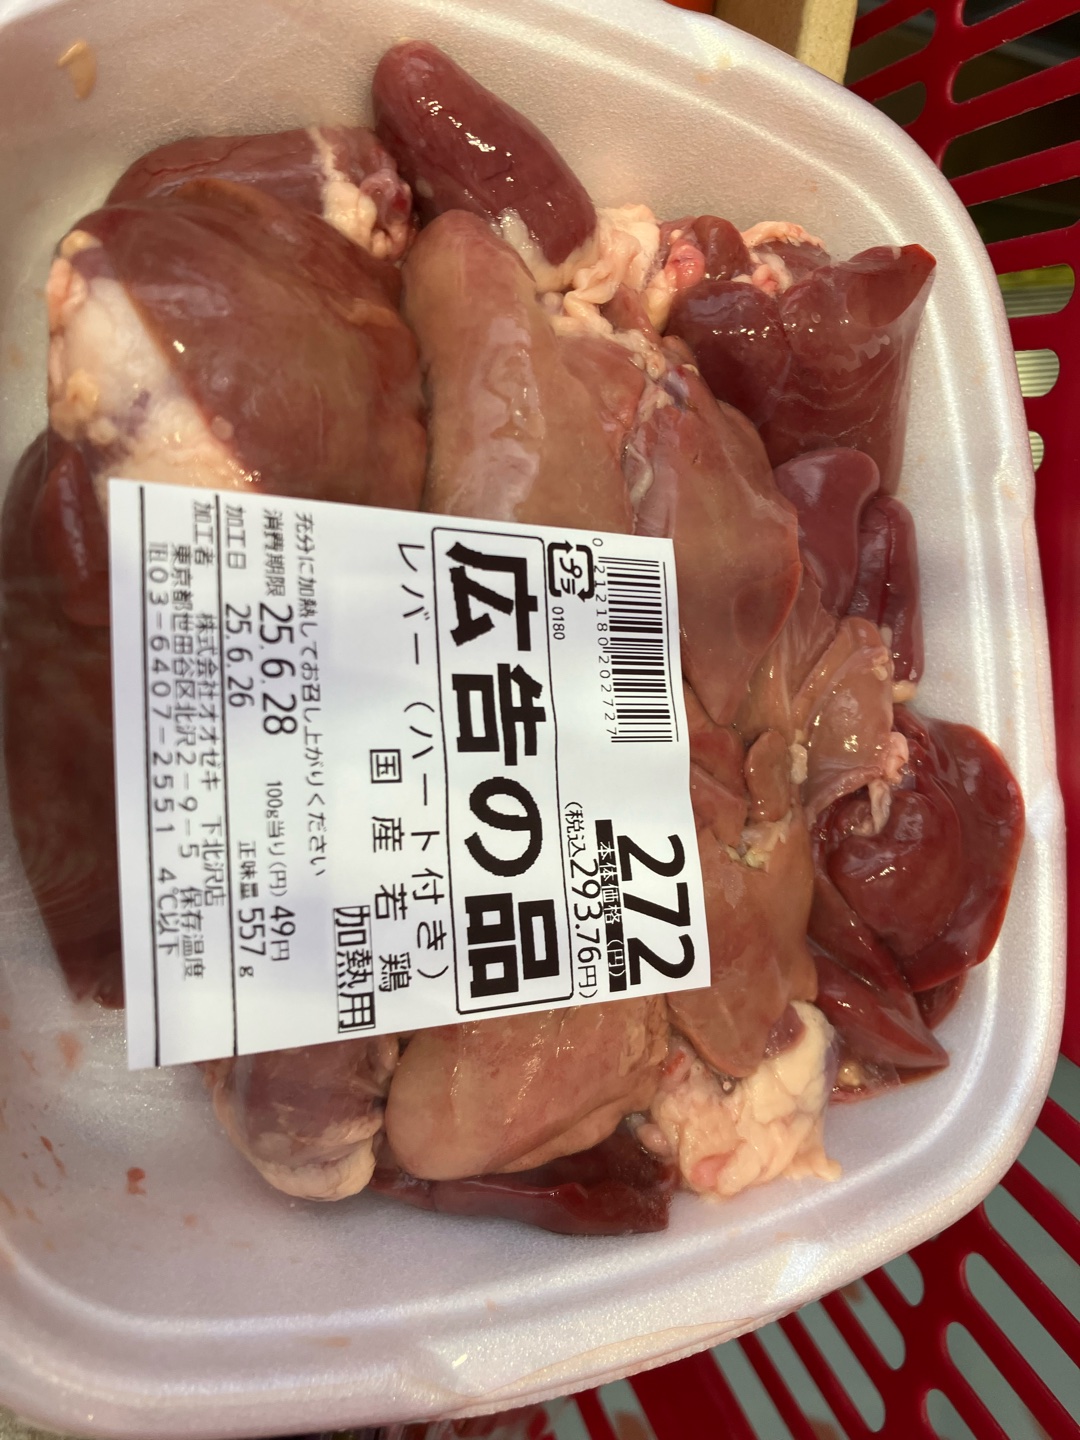 0 212180 202727
272
本体価格(円)
(税込293.76円)
プラ
0180
広告の品
レバー(ハート付き)
国産若鶏
加熱用
充分に加熱してお召し上がりください
消費期限 25.6.28
100g当り(円) 49円
加工日 25.6.26
正味量 557g
加工者 株式会社オオゼキ 下北沢店
東京都世田谷区北沢2-9-5 保存温度
℡03-6407-2551 4℃以下